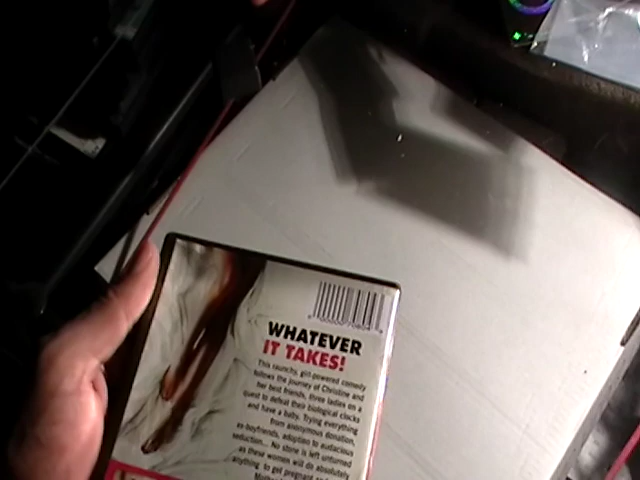 WHATEVER
IT TAKES!
This raunchy, girl-powered comedy
follows the journey of Christine and
her best friends, three ladies on a
quest to defeat their biological clocks
and have a baby. Trying everything
from anonymous donation,
ex-boyfriends, adoption to audacious
seduction... No stone is left unturned
as these women will do absolutely
anything to get pregnant